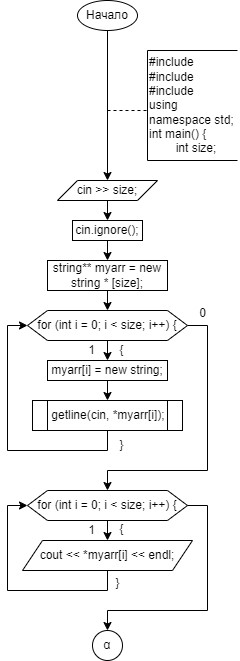 Начало
#include
#include
#include
using
namespace std;
int main() {
int size;
cin >> size;
cin.ignore();
string** myarr = new
string * [size];
for (int i = 0; i < size; i++) {
0
1 {
myarr[i] = new string;
getline(cin, *myarr[i]);
}
for (int i = 0; i < size; i++) {
1 {
cout << *myarr[i] << endl;
}
α